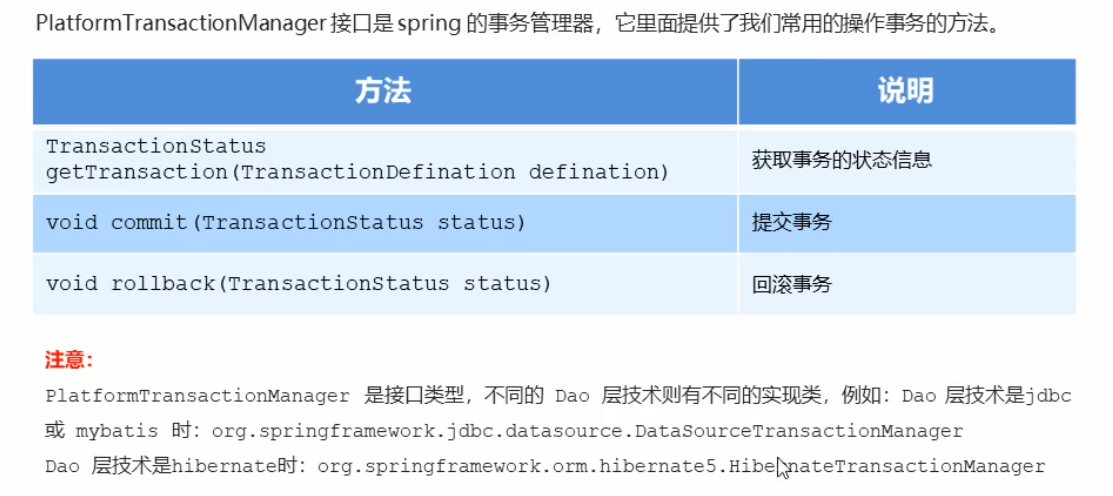 PlatformTransactionManager 接口是 spring 的事务管理器，它里面提供了我们常用的操作事务的方法。
方法
说明
TransactionStatus
getTransaction(TransactionDefination defination)
获取事务的状态信息
void commit(TransactionStatus status)
提交事务
void rollback(TransactionStatus status)
回滚事务
注意：
PlatformTransactionManager 是接口类型，不同的 Dao 层技术则有不同的实现类，例如：Dao 层技术是jdbc
或 mybatis 时：org.springframework.jdbc.datasource.DataSourceTransactionManager
Dao 层技术是hibernate时：org.springframework.orm.hibernate5.HibernateTransactionManager